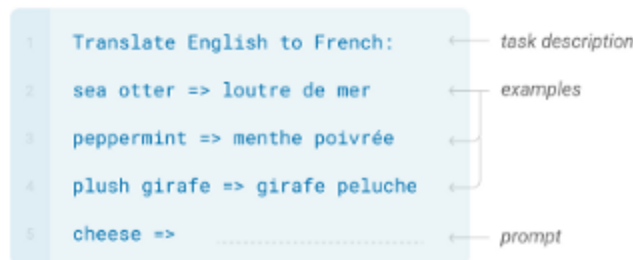 1 Translate English to French: task description
2 sea otter => loutre de mer examples
3 peppermint => menthe poivrée
4 plush girafe => girafe peluche
5 cheese => prompt